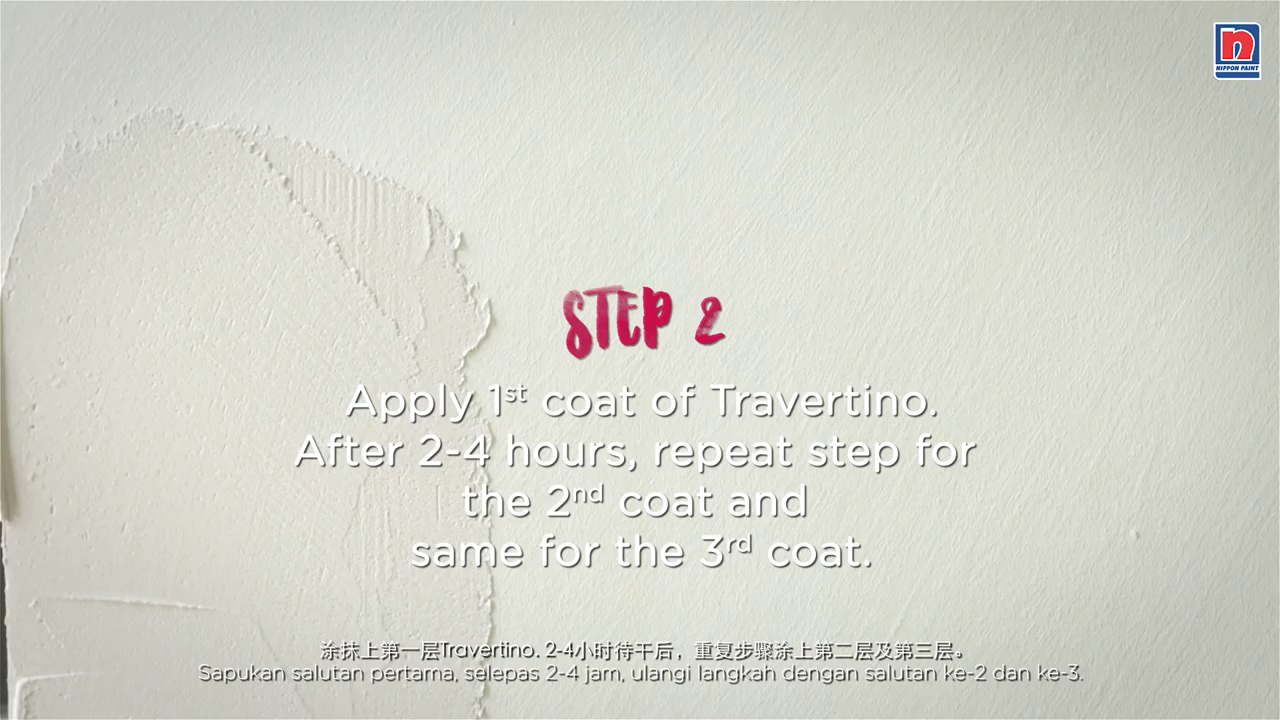 n
NIPPON PAINT
STEP 2
Apply 1st coat of Travertino.
After 2-4 hours, repeat step for
the 2nd coat and
same for the 3rd coat.
涂抹上第一层Travertino. 2-4小时待干后，重复步骤涂上第二层及第三层。
Sapukan salutan pertama, selepas 2-4 jam, ulangi langkah dengan salutan ke-2 dan ke-3.